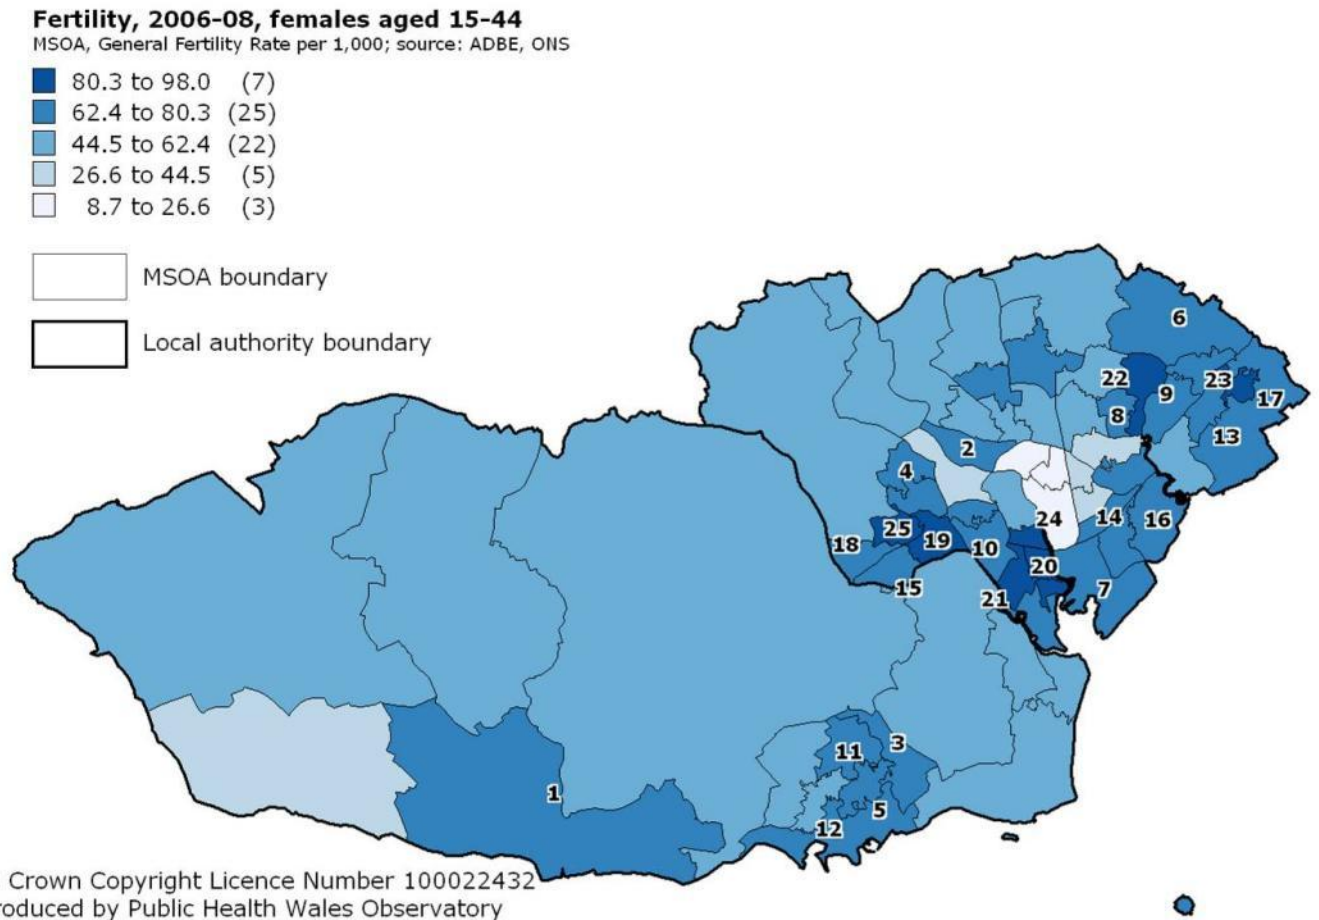 Fertility, 2006-08, females aged 15-44
MSOA, General Fertility Rate per 1,000; source: ADBE, ONS
80.3 to 98.0 (7)
62.4 to 80.3 (25)
44.5 to 62.4 (22)
26.6 to 44.5 (5)
8.7 to 26.6 (3)
MSOA boundary
Local authority boundary
6
22
23
9
17
8
13
2
4
24
14
16
25
19
18
10
20
15
21
7
3
11
1
5
12
Crown Copyright Licence Number 100022432
roduced by Public Health Wales Observatory